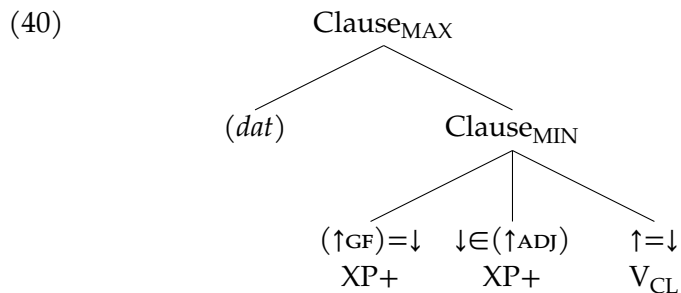 (40) Clause_MAX
(dat) Clause_MIN
(↑GF)=↓ ↓∈(↑ADJ) ↑=↓
XP+ XP+ V_CL